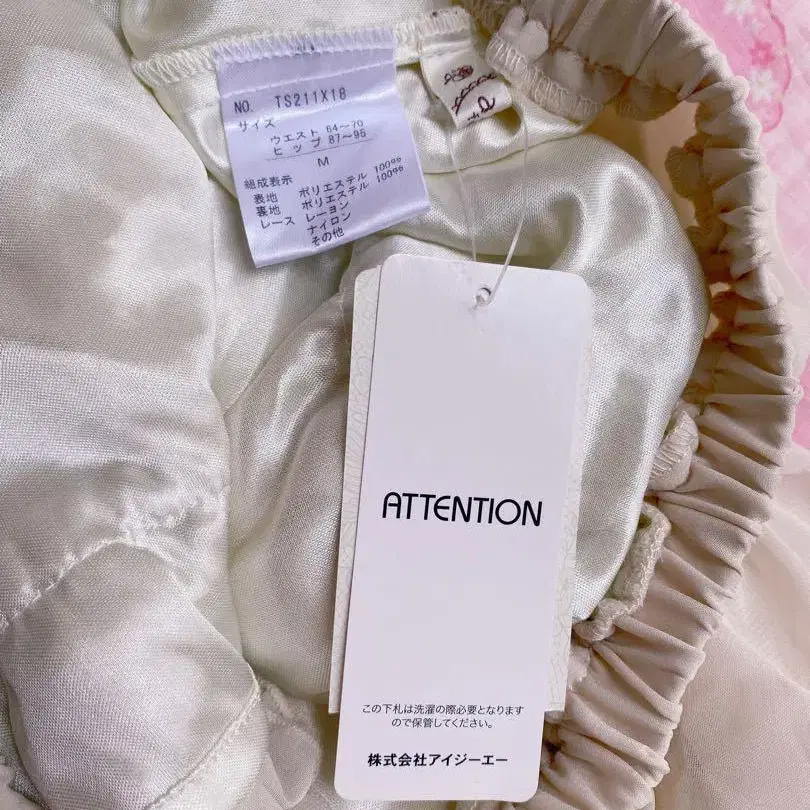 NO. TS211X18
サイズ
ウエスト 64~70
ヒップ 87~95
M
組成表示
表地 ポリエステル 100%
裏地 ポリエステル 100%
レース レーヨン
ナイロン
その他
ATTENTION
この下札は洗濯の際必要となります
ので保管してください。
株式会社アイジーエー